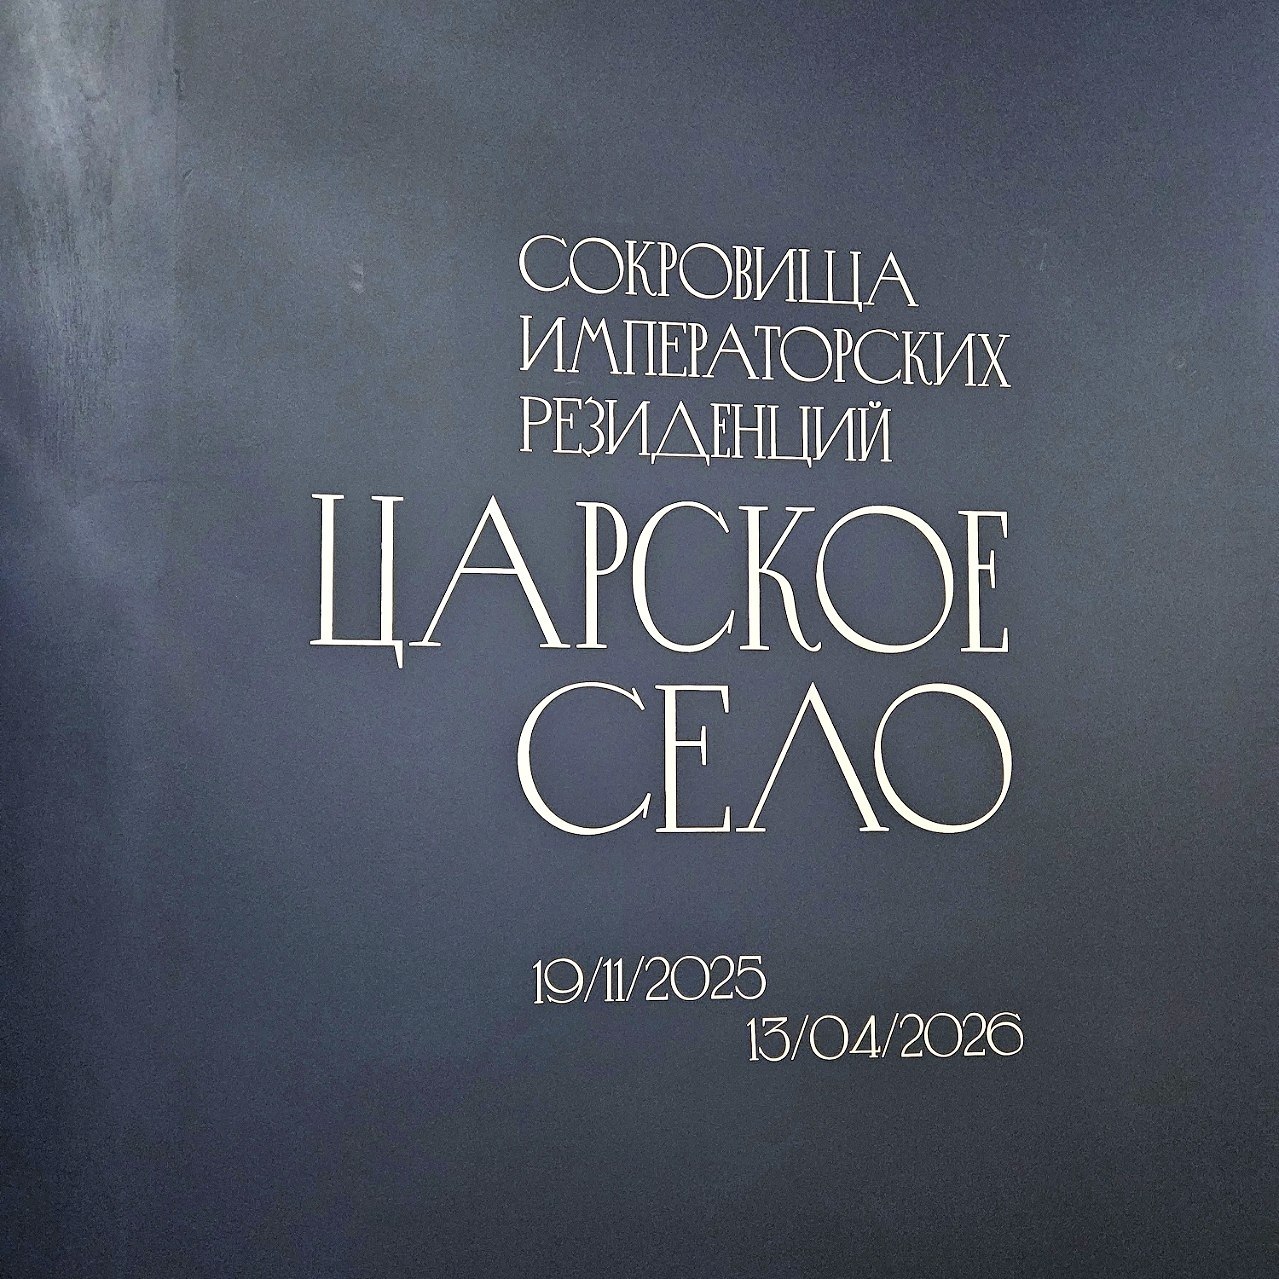 СОКРОВИЩА
ИМПЕРАТОРСКИХ
РЕЗИДЕНЦИЙ
ЦАРСКОЕ
СЕЛО
19/11/2025
13/04/2026